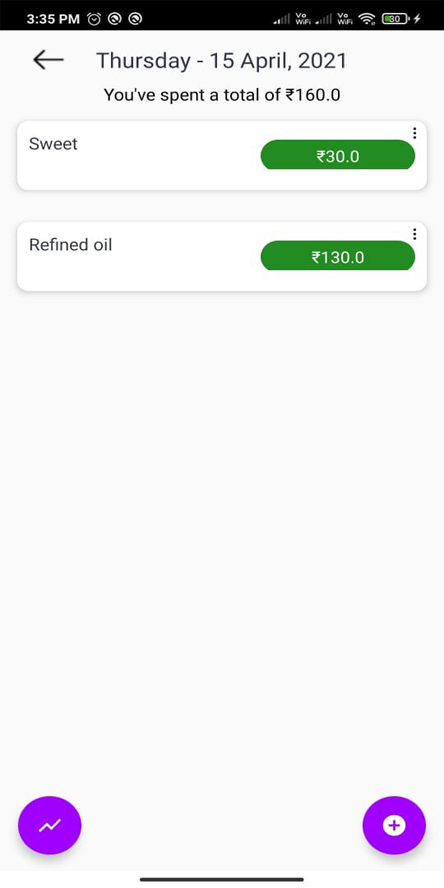 3:35 PM Vo WiFi Vo WiFi 80
Thursday - 15 April, 2021
You've spent a total of ₹160.0
Sweet
₹30.0
Refined oil
₹130.0